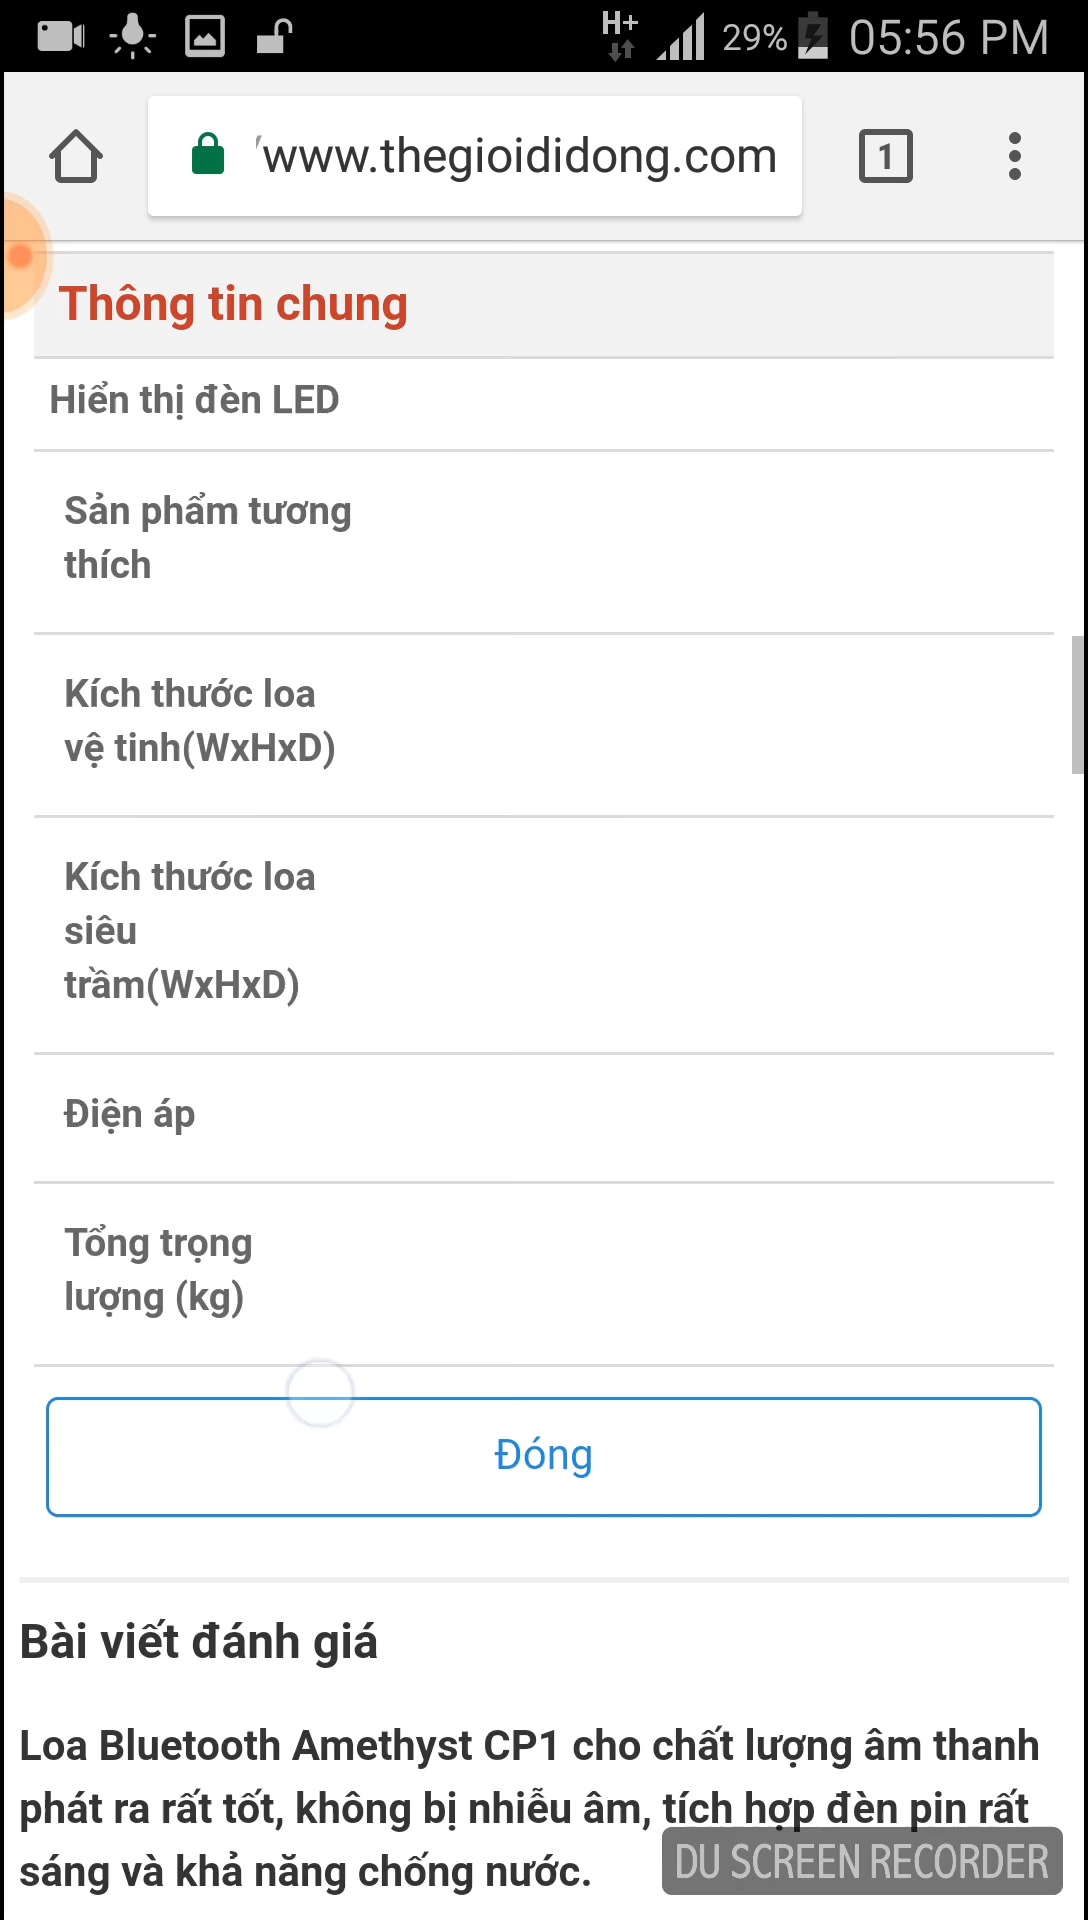 H+ 29% 05:56 PM
www.thegioididong.com 1
Thông tin chung
Hiển thị đèn LED
Sản phẩm tương
thích
Kích thước loa
vệ tinh(WxHxD)
Kích thước loa
siêu
trầm(WxHxD)
Điện áp
Tổng trọng
lượng (kg)
Đóng
Bài viết đánh giá
Loa Bluetooth Amethyst CP1 cho chất lượng âm thanh
phát ra rất tốt, không bị nhiễu âm, tích hợp đèn pin rất
sáng và khả năng chống nước.
DU SCREEN RECORDER